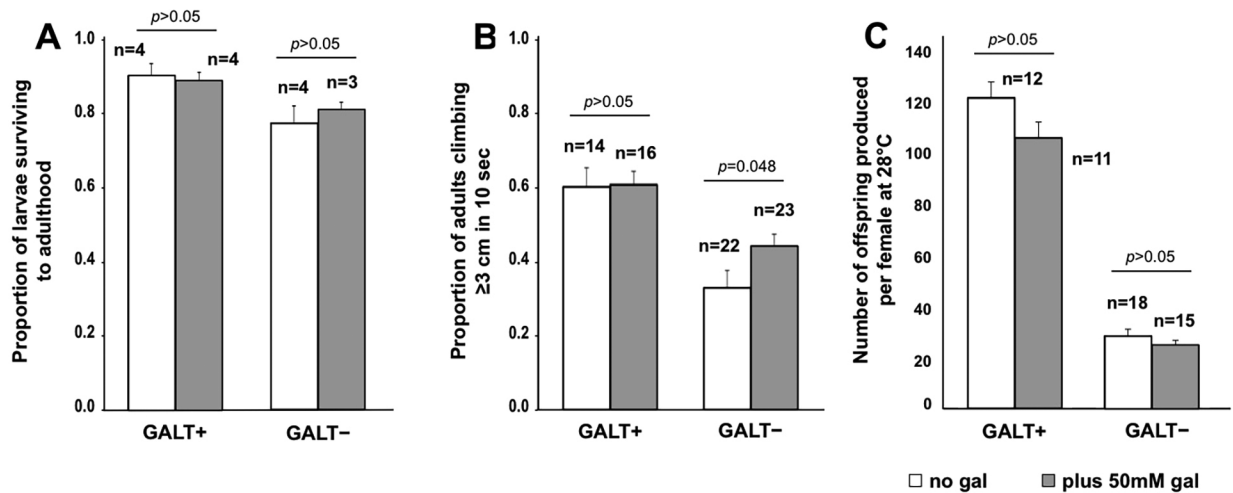 A
Proportion of larvae surviving
to adulthood
1.0
0.8
0.6
0.4
0.2
0.0
p>0.05
n=4
n=4
p>0.05
n=4
n=3
GALT+
GALT−
B
Proportion of adults climbing
≥3 cm in 10 sec
1.0
0.8
0.6
0.4
0.2
0.0
p>0.05
n=14
n=16
p=0.048
n=22
n=23
GALT+
GALT−
C
Number of offspring produced
per female at 28°C
140
120
100
80
60
40
20
0
p>0.05
n=12
n=11
p>0.05
n=18
n=15
GALT+
GALT−
no gal
plus 50mM gal